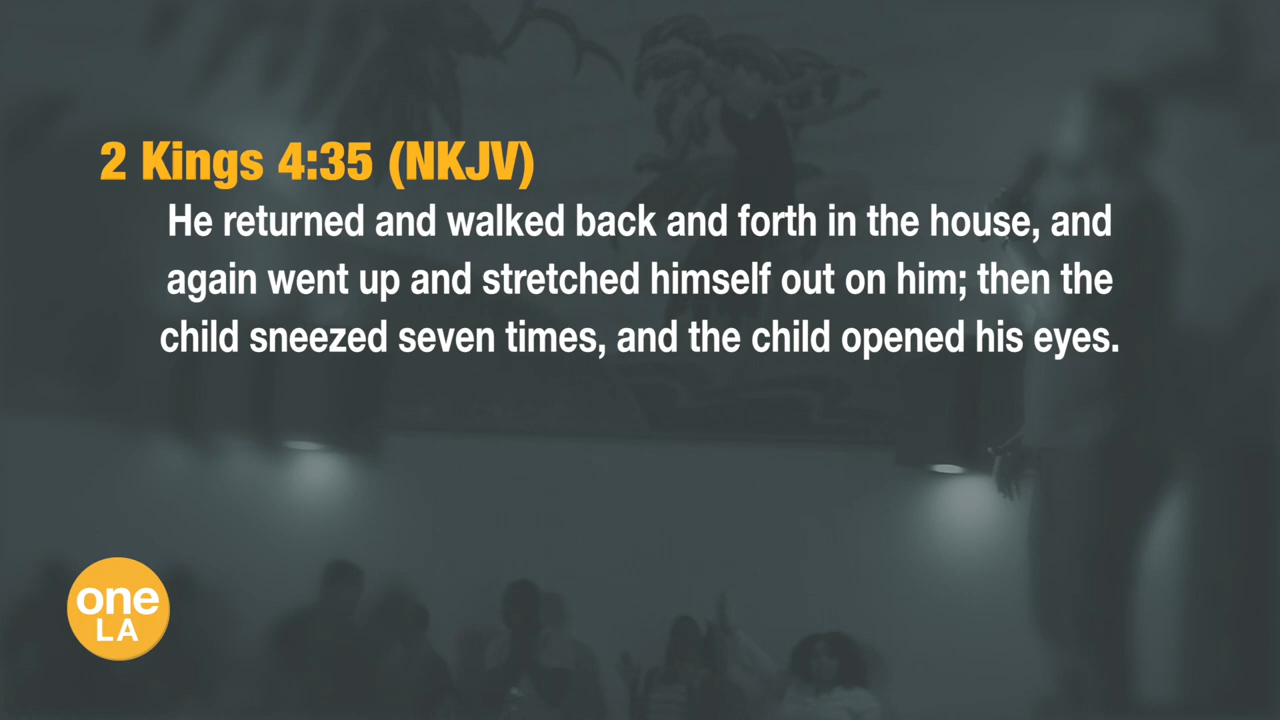 2 Kings 4:35 (NKJV)
He returned and walked back and forth in the house, and
again went up and stretched himself out on him; then the
child sneezed seven times, and the child opened his eyes.
one
LA